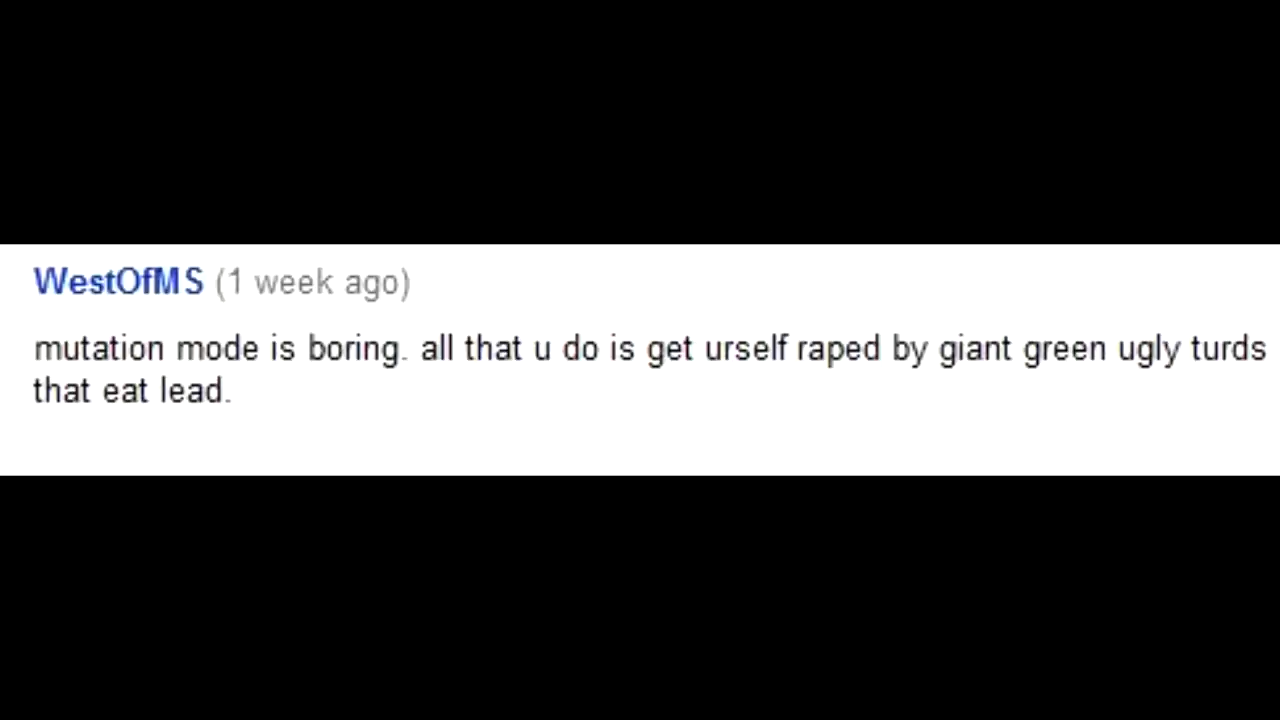 WestOfMS (1 week ago)
mutation mode is boring. all that u do is get urself raped by giant green ugly turds
that eat lead.